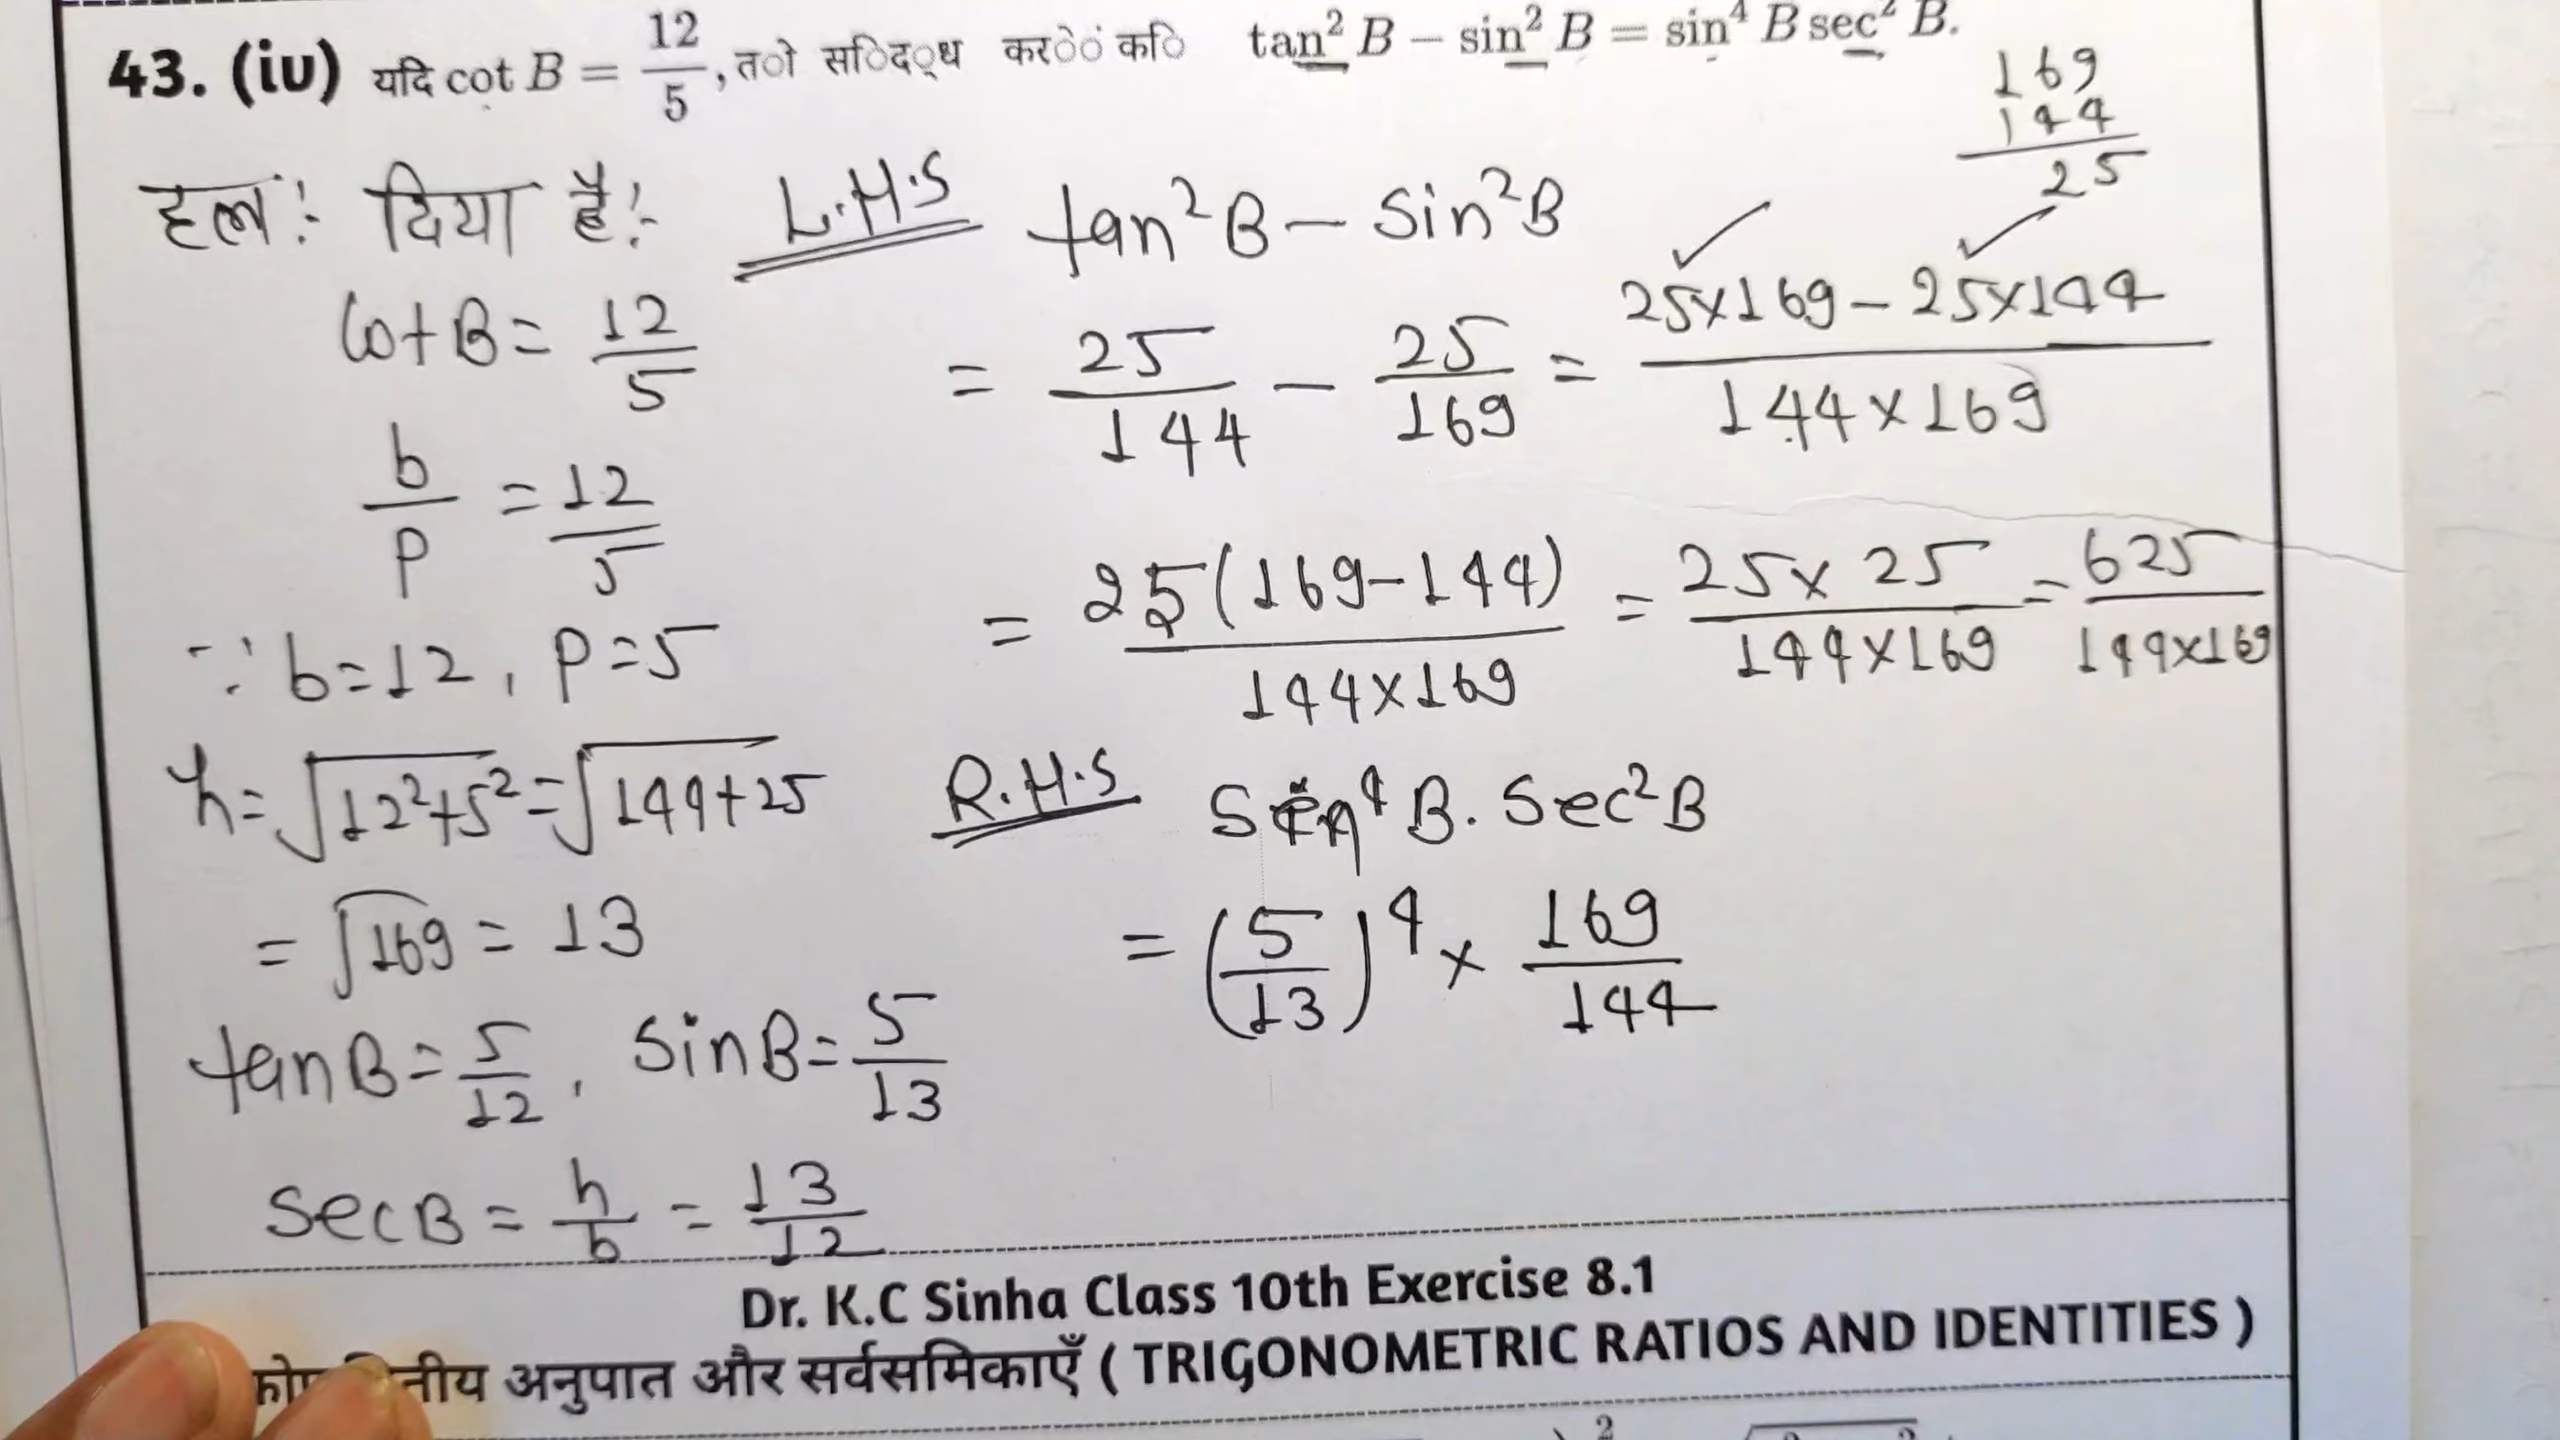 43. (iv) यदि cot B = 12/5, तो सिद्ध करें कि tan² B − sin² B = sin⁴ B sec² B.
169
144
25
हल :- दिया है :-
cot B = 12/5
b/p = 12/5
∵ b = 12, p = 5
h = √(12²+5²) = √(144+25)
= √169 = 13
tan B = 5/12, sin B = 5/13
sec B = h/b = 13/12
L.H.S tan²B − sin²B
= 25/144 − 25/169 = (25×169 − 25×144)/(144×169)
= 25(169−144)/(144×169) = (25×25)/(144×169) = 625/(144×169)
R.H.S sin⁴B. sec²B
= (5/13)⁴ × 169/144
Dr. K.C Sinha Class 10th Exercise 8.1
अनुपात और सर्वसमिकाएँ ( TRIGONOMETRIC RATIOS AND IDENTITIES )